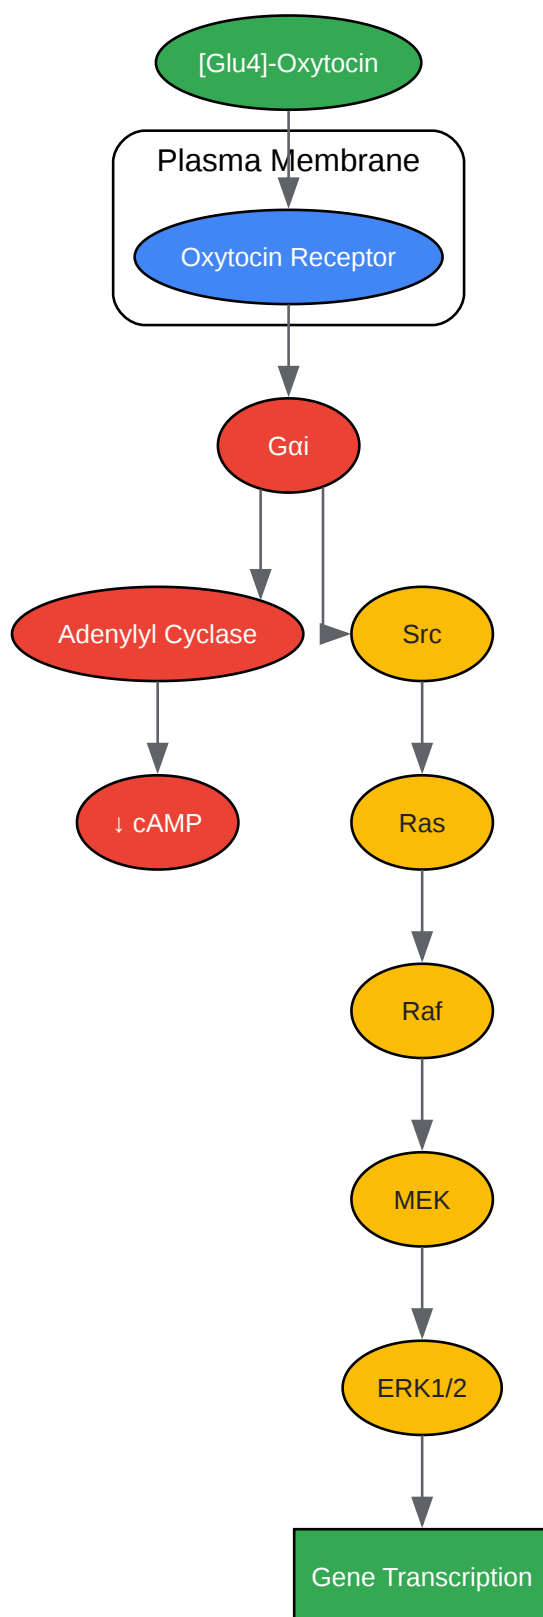 [Glu4]-Oxytocin
Plasma Membrane
Oxytocin Receptor
Gαi
Adenylyl Cyclase
Src
↓ cAMP
Ras
Raf
MEK
ERK1/2
Gene Transcription